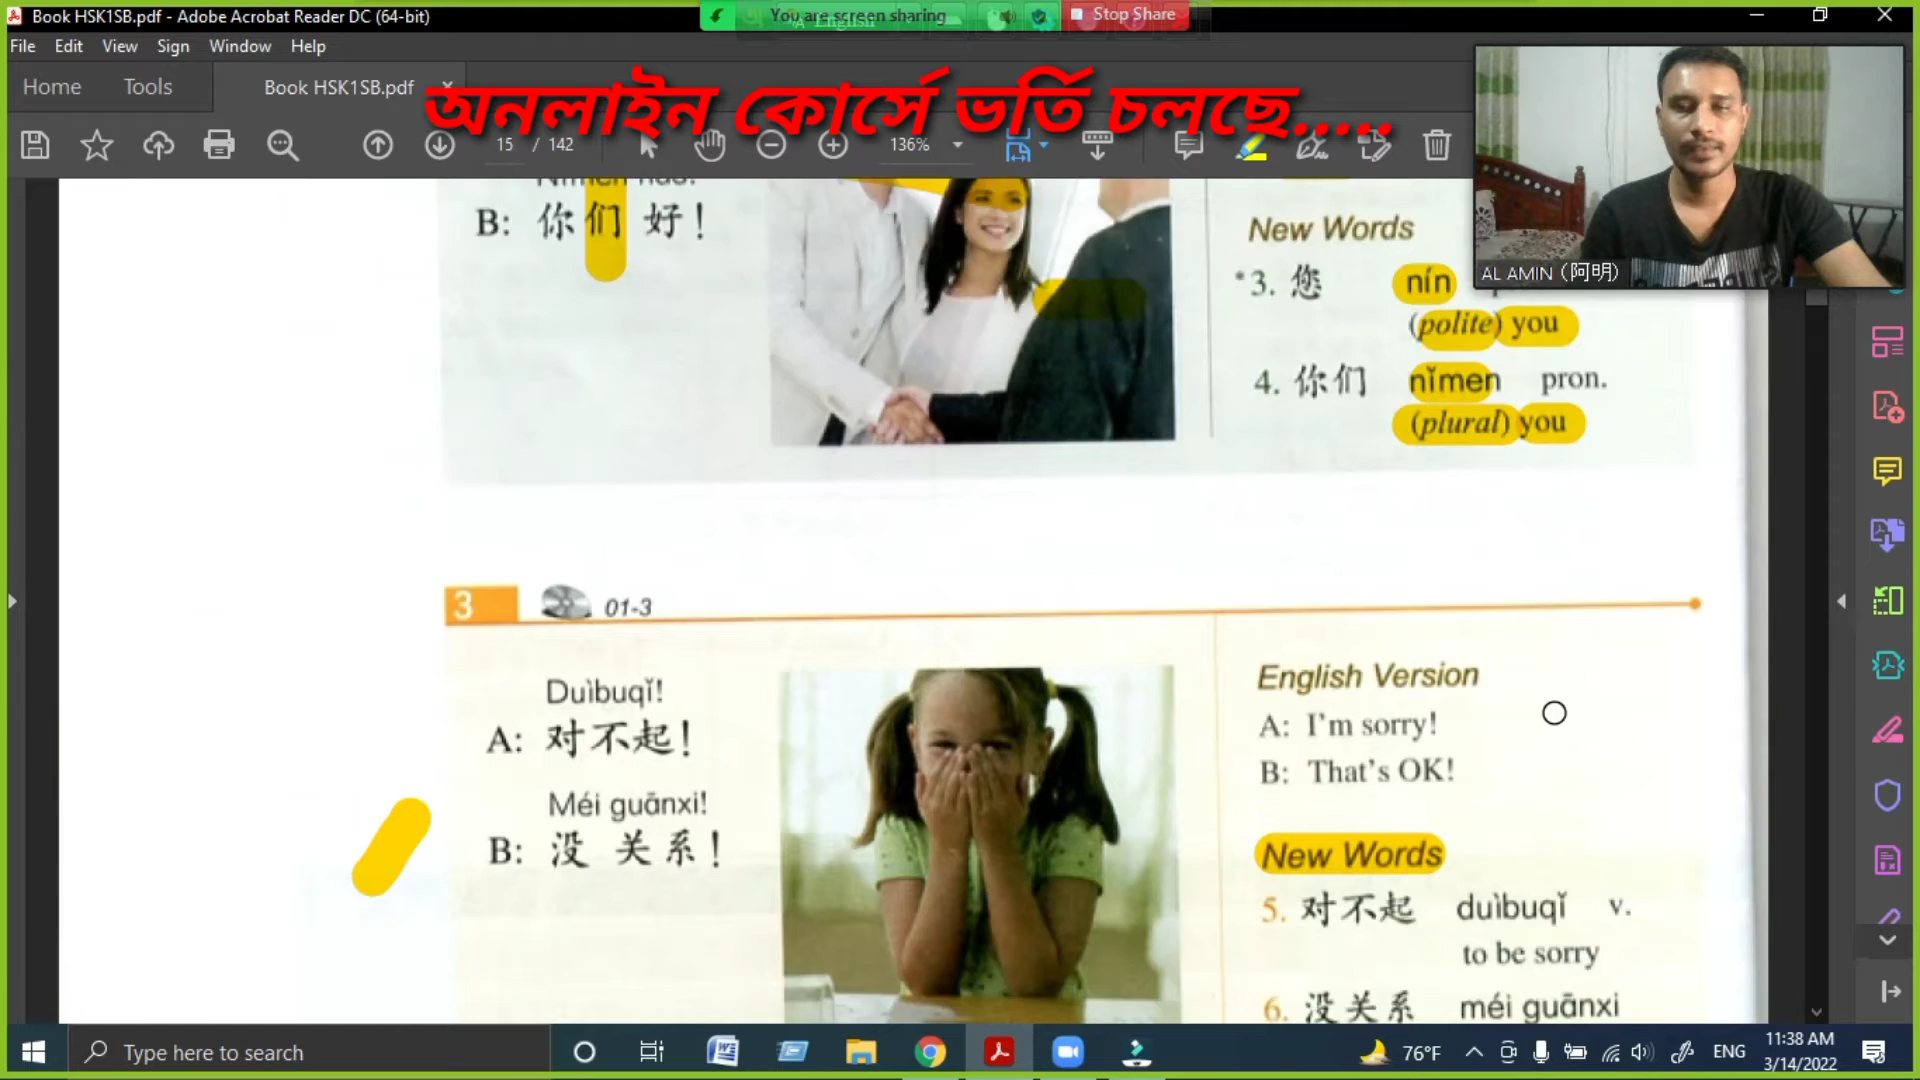 Book HSK1SB.pdf - Adobe Acrobat Reader DC (64-bit)
You are screen sharing
Stop Share
File Edit View Sign Window Help
Home Tools Book HSK1SB.pdf ×
অনলাইন কোর্সে ভর্তি চলছে.....
15 / 142 136%
B: 你们 好!
New Words
*3. 您 nín
(polite) you
4. 你们 nǐmen pron.
(plural) you
AL AMIN (阿明)
3 01-3
Duìbuqǐ!
A: 对不起!
Méi guānxi!
B: 没 关系!
English Version
A: I'm sorry!
B: That's OK!
New Words
5. 对不起 duìbuqǐ v.
to be sorry
6. 没关系 méi guānxi
Type here to search
76°F
ENG
11:38 AM
3/14/2022